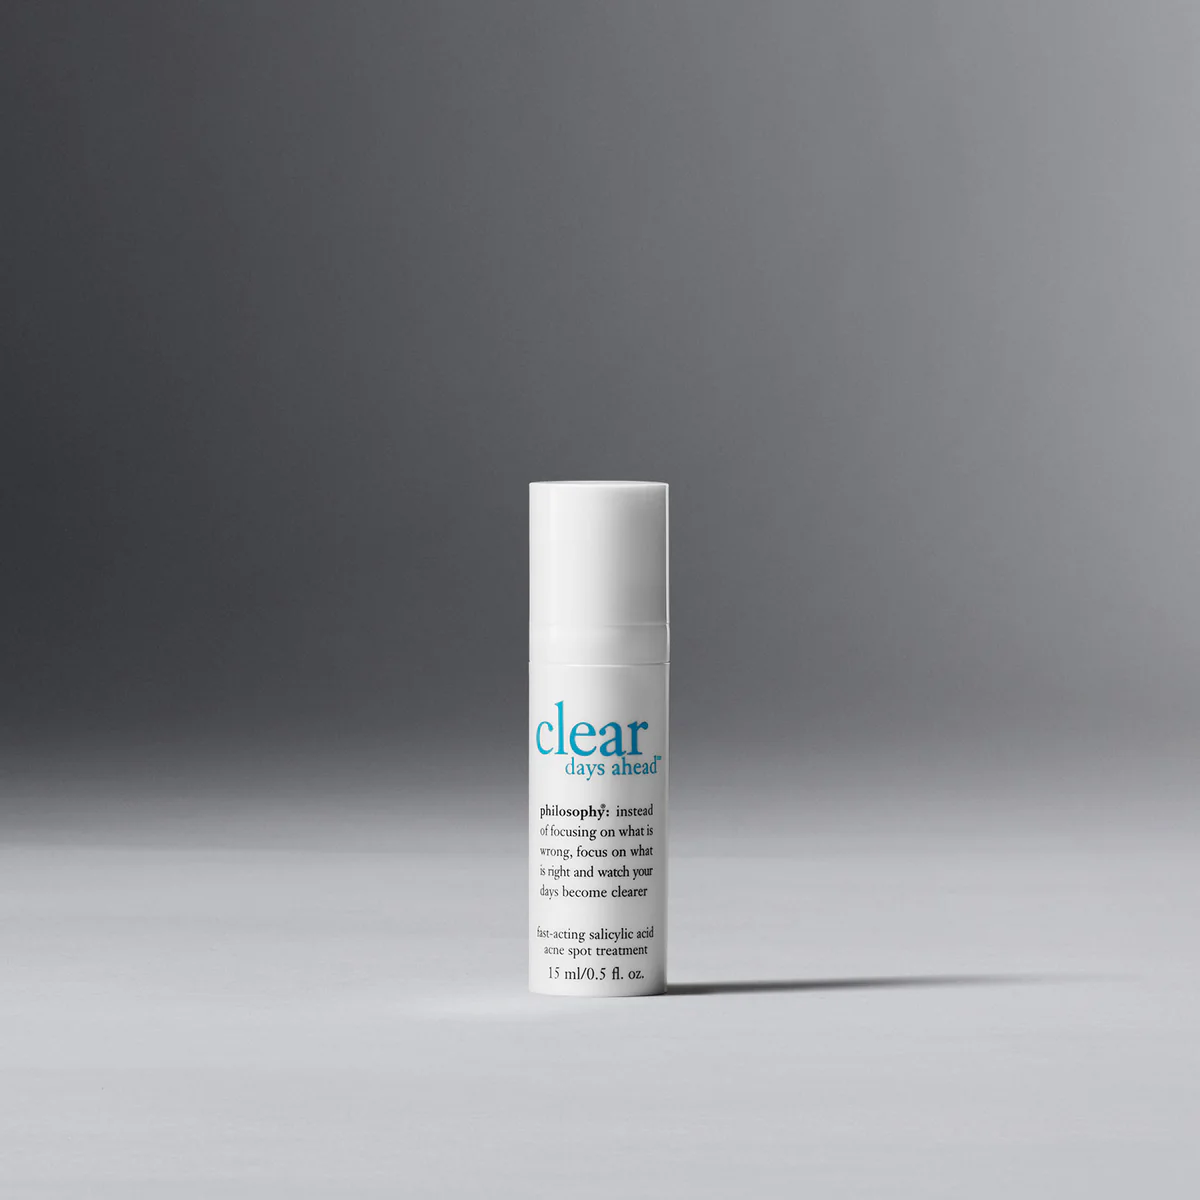 clear
days ahead™
philosophy®: instead
of focusing on what is
wrong, focus on what
is right and watch your
days become clearer
fast-acting salicylic acid
acne spot treatment
15 ml/0.5 fl. oz.